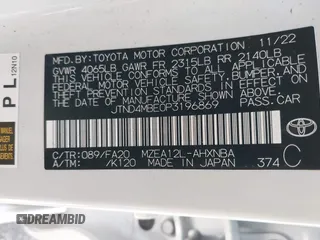 MFD.BY:TOYOTA MOTOR CORPORATION 11/22
GVWR 4065LB GAWR FR 2315LB RR 2140LB
THIS VEHICLE CONFORMS TO ALL APPLICABLE FEDERAL MOTOR
VEHICLE SAFETY, BUMPER, AND THEFT PREVENTION STANDARDS
IN EFFECT ON THE DATE OF MANUFACTURE SHOWN ABOVE.
JTND4MBE0P3196869 PASS.CAR
C/TR: 089/FA20 MZEA12L-AHXNBA
A/TM: /K120 MADE IN JAPAN 374 C
TOYOTA
P L 12N10
DREAMBID